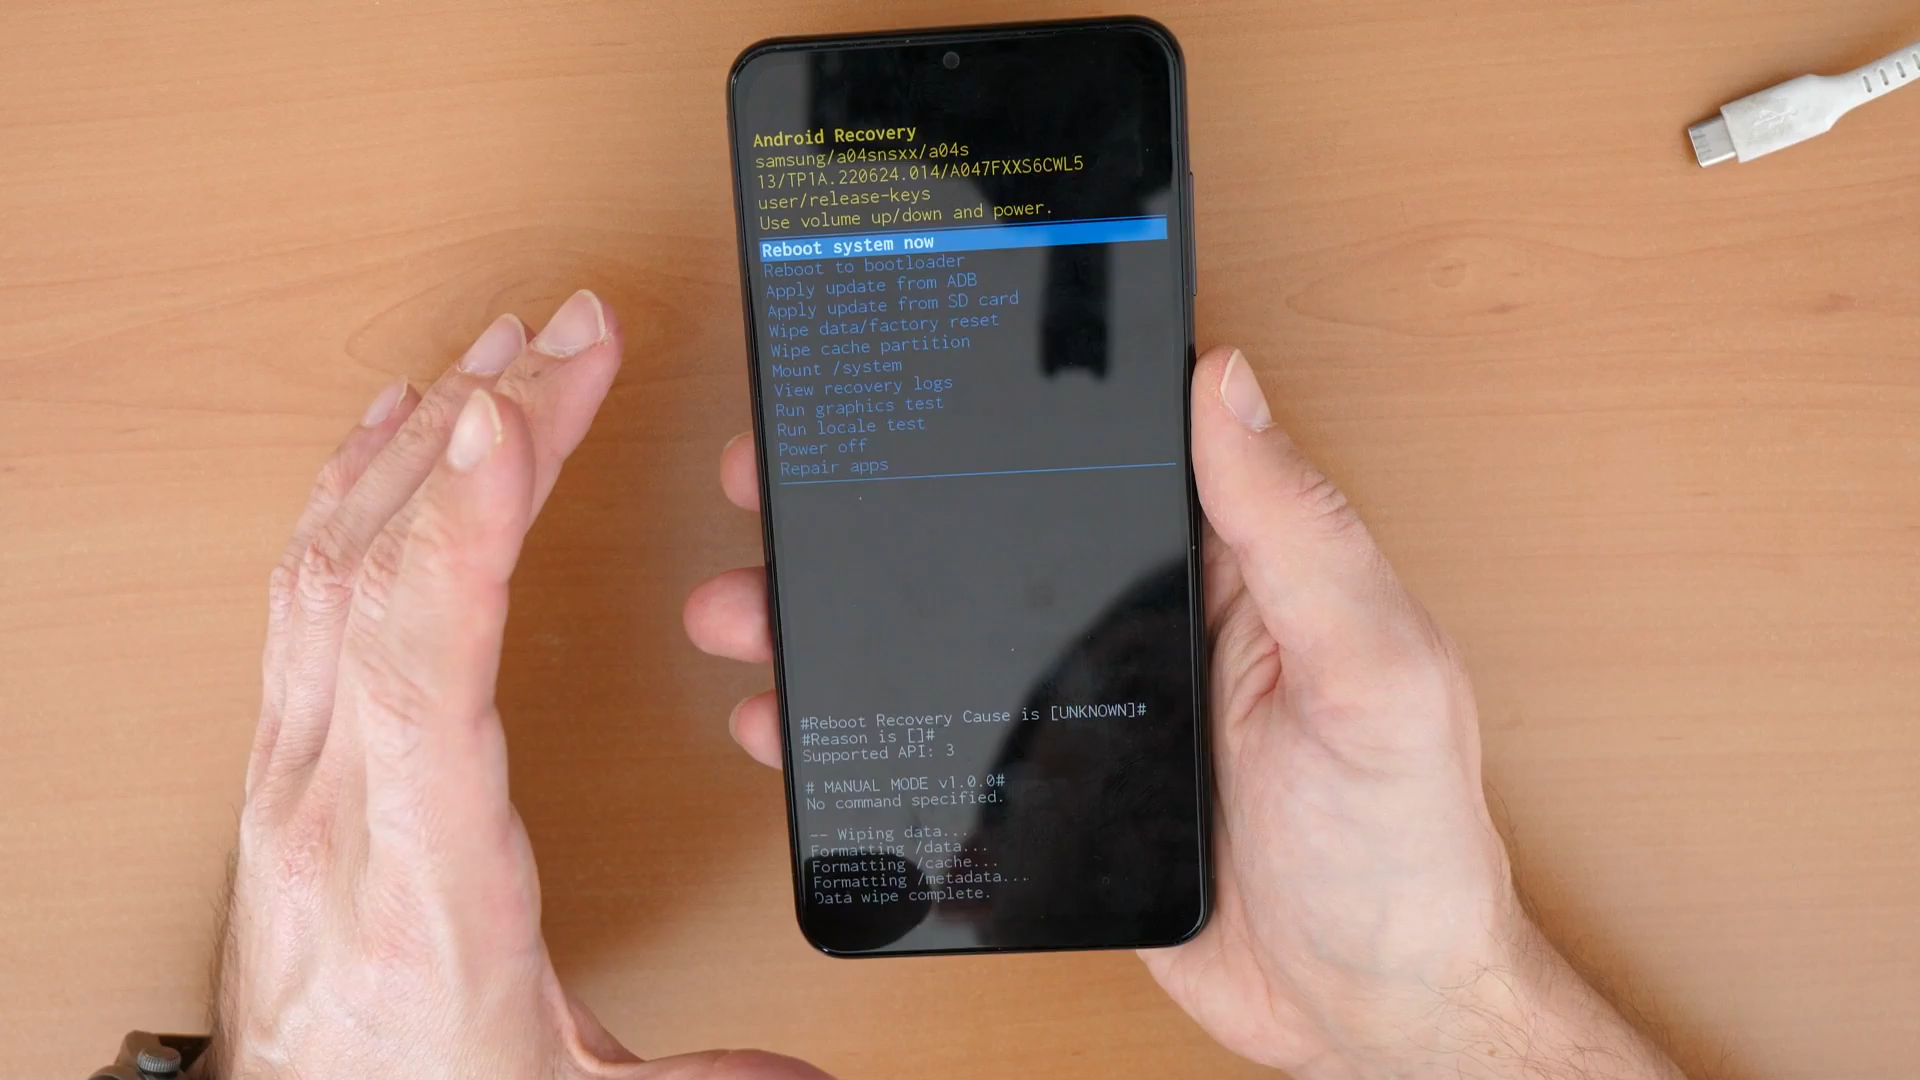 Android Recovery
samsung/a04snsxx/a04s
13/TP1A.220624.014/A047FXXS6CWL5
user/release-keys
Use volume up/down and power.
Reboot system now
Reboot to bootloader
Apply update from ADB
Apply update from SD card
Wipe data/factory reset
Wipe cache partition
Mount /system
View recovery logs
Run graphics test
Run locale test
Power off
Repair apps
#Reboot Recovery Cause is [UNKNOWN]#
#Reason is []#
Supported API: 3
# MANUAL MODE v1.0.0#
No command specified.
-- Wiping data...
Formatting /data...
Formatting /cache...
Formatting /metadata...
Data wipe complete.